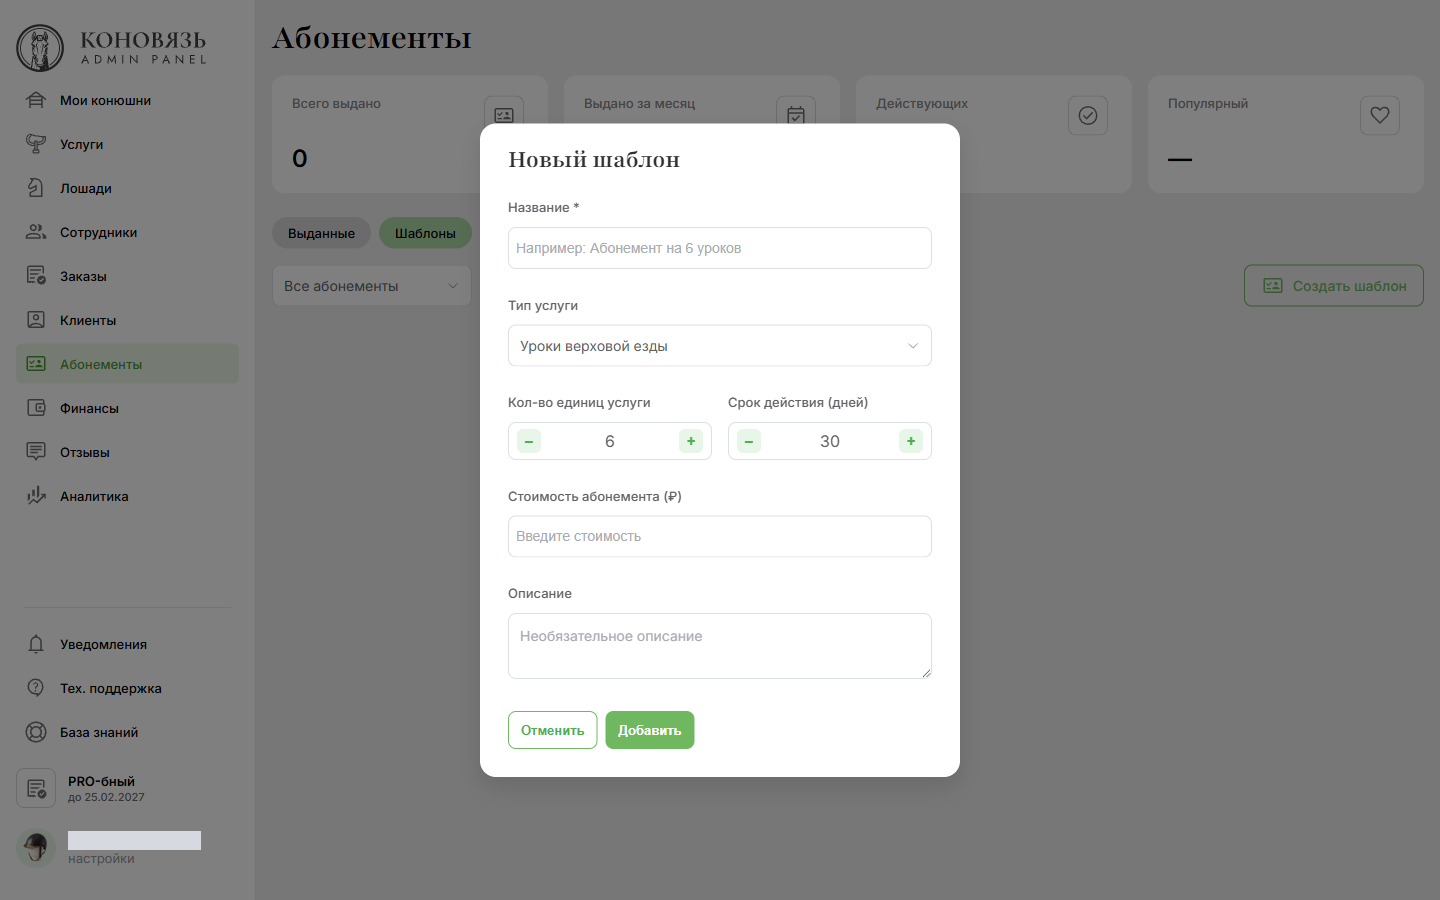 КОНОВЯЗЬ
ADMIN PANEL
Мои конюшни
Услуги
Лошади
Сотрудники
Заказы
Клиенты
Абонементы
Финансы
Отзывы
Аналитика
Уведомления
Тех. поддержка
База знаний
PRO-бный
до 25.02.2027
настройки
Абонементы
Всего выдано
0
Выдано за месяц
Действующих
Популярный
—
Выданные
Шаблоны
Все абонементы
Создать шаблон
Новый шаблон
Название *
Например: Абонемент на 6 уроков
Тип услуги
Уроки верховой езды
Кол-во единиц услуги
Срок действия (дней)
− 6 +
− 30 +
Стоимость абонемента (₽)
Введите стоимость
Описание
Необязательное описание
Отменить
Добавить